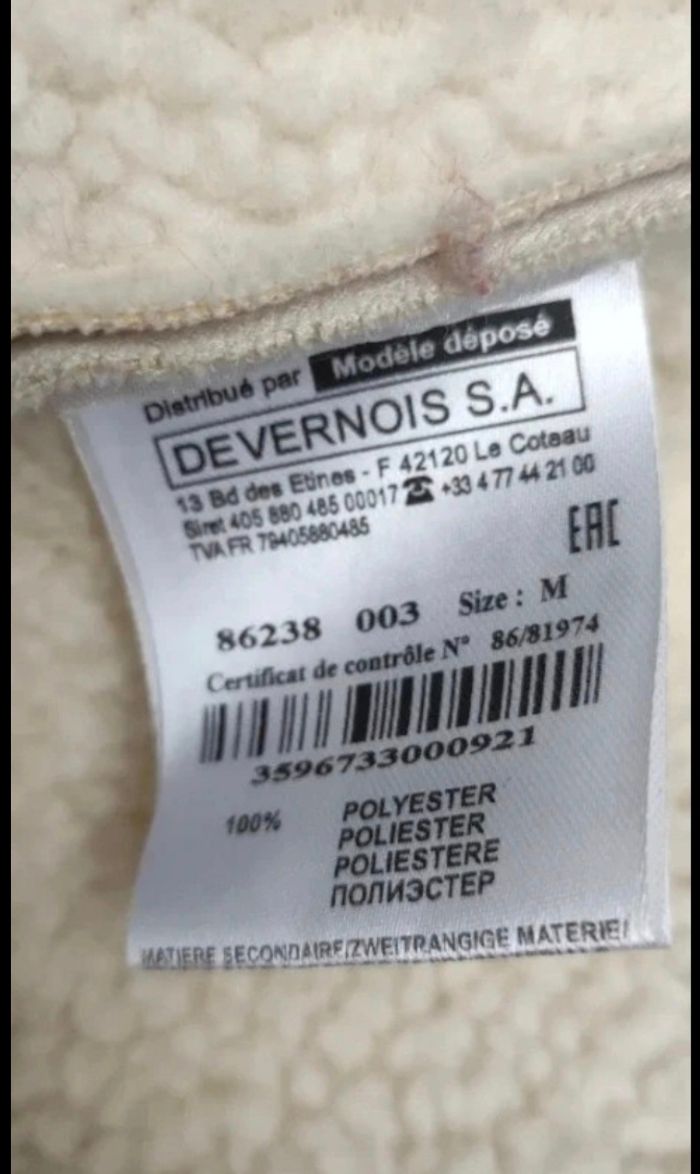 Distribué par Modèle déposé
DEVERNOIS S.A.
13 Bd des Etines - F 42120 Le Coteau
Siret 405 880 485 00017 ☎ +33 4 77 44 21 00
TVA FR 79405880485
EAC
86238 003 Size : M
Certificat de contrôle N° 86/81974
3596733000921
100% POLYESTER
POLIESTER
POLIESTERE
ПОЛИЭСТЕР
MATIERE SECONDAIRE/ZWEITRANGIGE MATERIEL